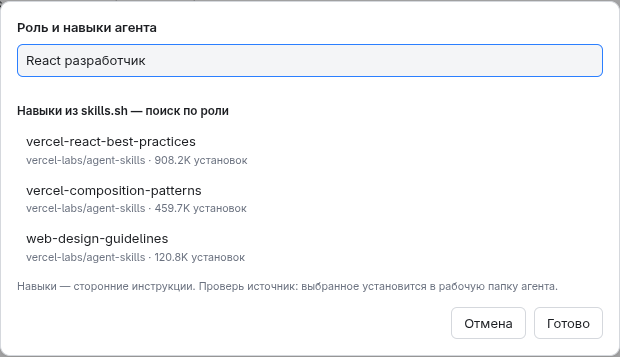 Роль и навыки агента
React разработчик
Навыки из skills.sh — поиск по роли
vercel-react-best-practices
vercel-labs/agent-skills · 908.2K установок
vercel-composition-patterns
vercel-labs/agent-skills · 459.7K установок
web-design-guidelines
vercel-labs/agent-skills · 120.8K установок
Навыки — сторонние инструкции. Проверь источник: выбранное установится в рабочую папку агента.
Отмена Готово